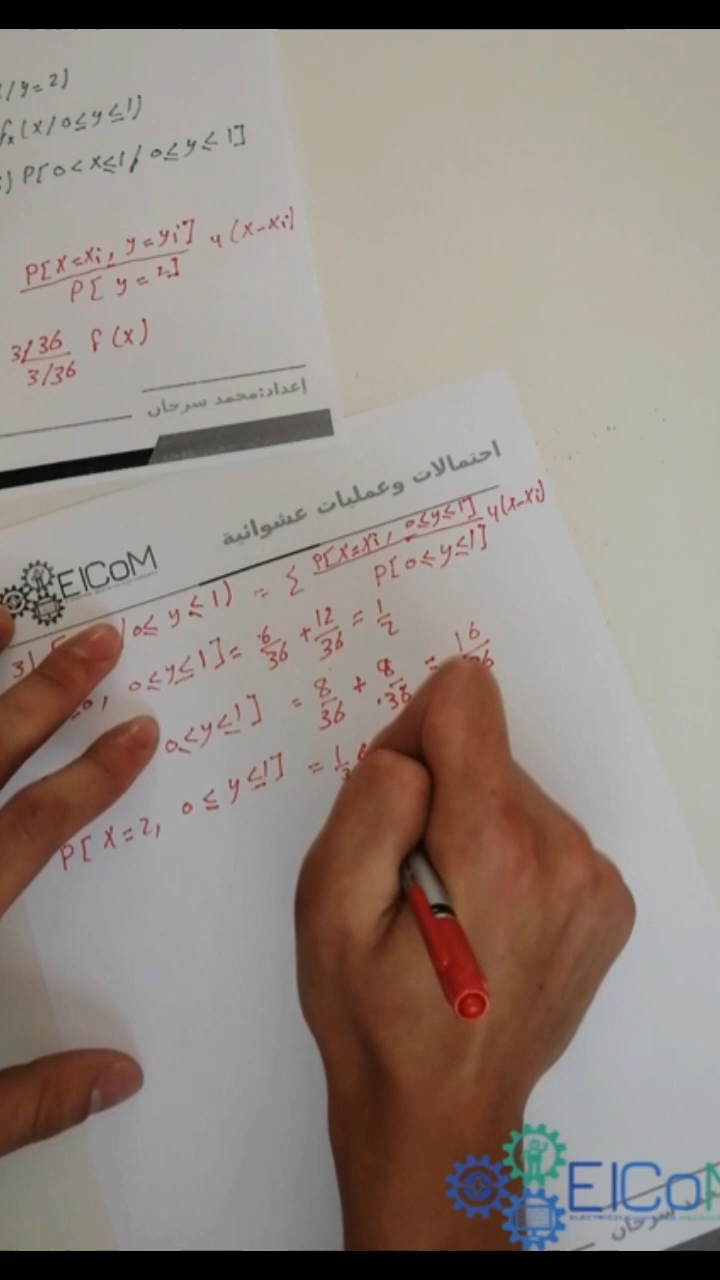 /y=2)
fx(x/0≤y≤1)
) P[0<x≤1/0≤y≤1]
P[x=xi, y=yi] u(x-xi)
P[y=2]
3/36 f(x)
3/36
إعداد:محمد سرحان
احتمالات وعمليات عشوائية
EICoM
3) 0≤y≤1) = Σ P[x=xi, 0≤y≤1] u(x-xi)
P[0≤y≤1]
0≤y≤1] = 6/36 + 12/36 = 1/2
0≤y≤1] = 8/36 + 8/36 = 16
P[x=2, 0≤y≤1] = 1
EICoM
سرحان